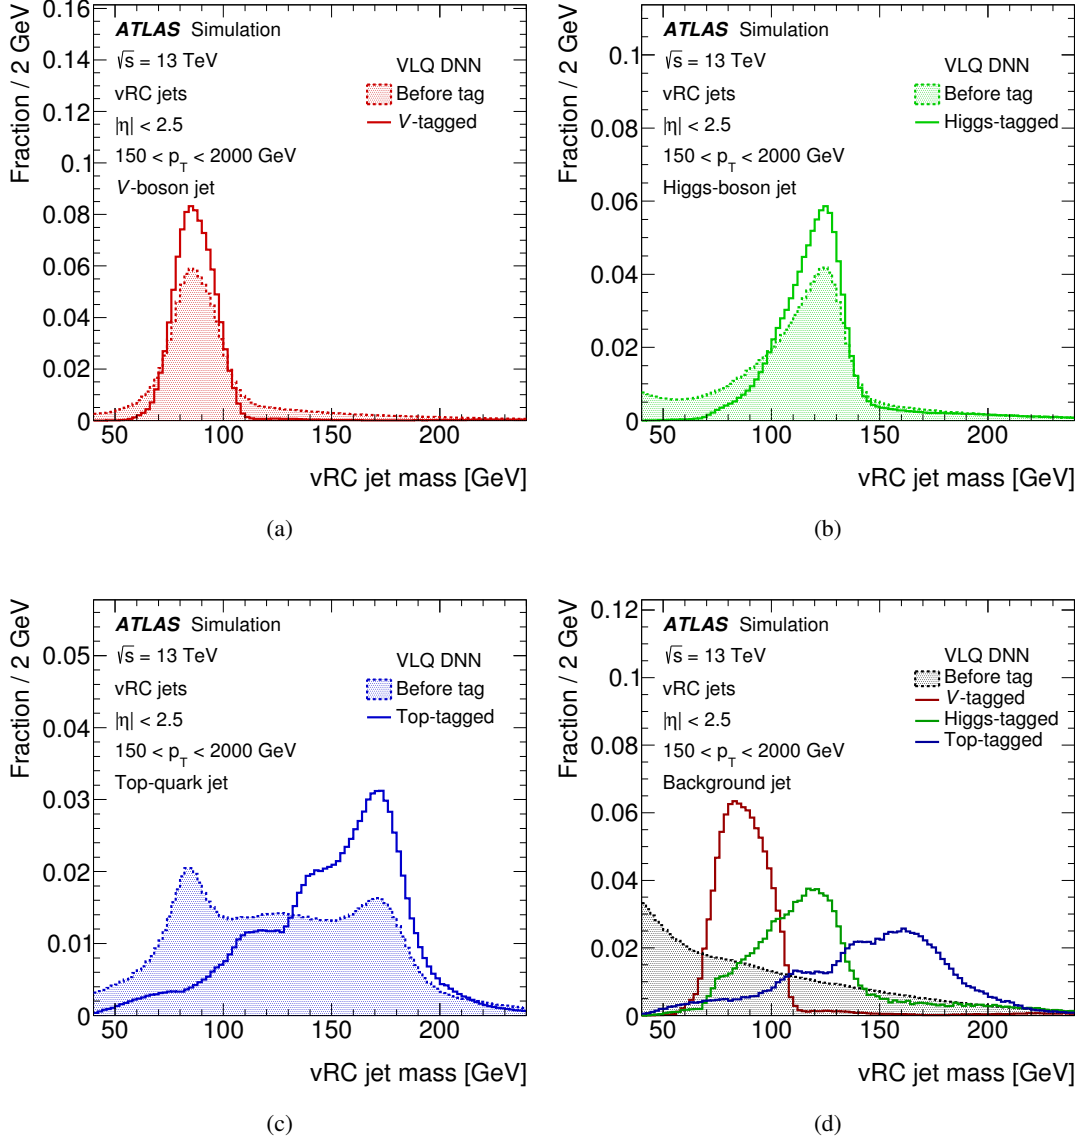 Fraction / 2 GeV
0.16
0.14
0.12
0.1
0.08
0.06
0.04
0.02
0
ATLAS Simulation
√s = 13 TeV
vRC jets
|η| < 2.5
150 < p_T < 2000 GeV
V-boson jet
VLQ DNN
Before tag
V-tagged
50 100 150 200
vRC jet mass [GeV]
(a)
Fraction / 2 GeV
0.1
0.08
0.06
0.04
0.02
0
ATLAS Simulation
√s = 13 TeV
vRC jets
|η| < 2.5
150 < p_T < 2000 GeV
Higgs-boson jet
VLQ DNN
Before tag
Higgs-tagged
50 100 150 200
vRC jet mass [GeV]
(b)
Fraction / 2 GeV
0.05
0.04
0.03
0.02
0.01
0
ATLAS Simulation
√s = 13 TeV
vRC jets
|η| < 2.5
150 < p_T < 2000 GeV
Top-quark jet
VLQ DNN
Before tag
Top-tagged
50 100 150 200
vRC jet mass [GeV]
(c)
Fraction / 2 GeV
0.12
0.1
0.08
0.06
0.04
0.02
0
ATLAS Simulation
√s = 13 TeV
vRC jets
|η| < 2.5
150 < p_T < 2000 GeV
Background jet
VLQ DNN
Before tag
V-tagged
Higgs-tagged
Top-tagged
50 100 150 200
vRC jet mass [GeV]
(d)